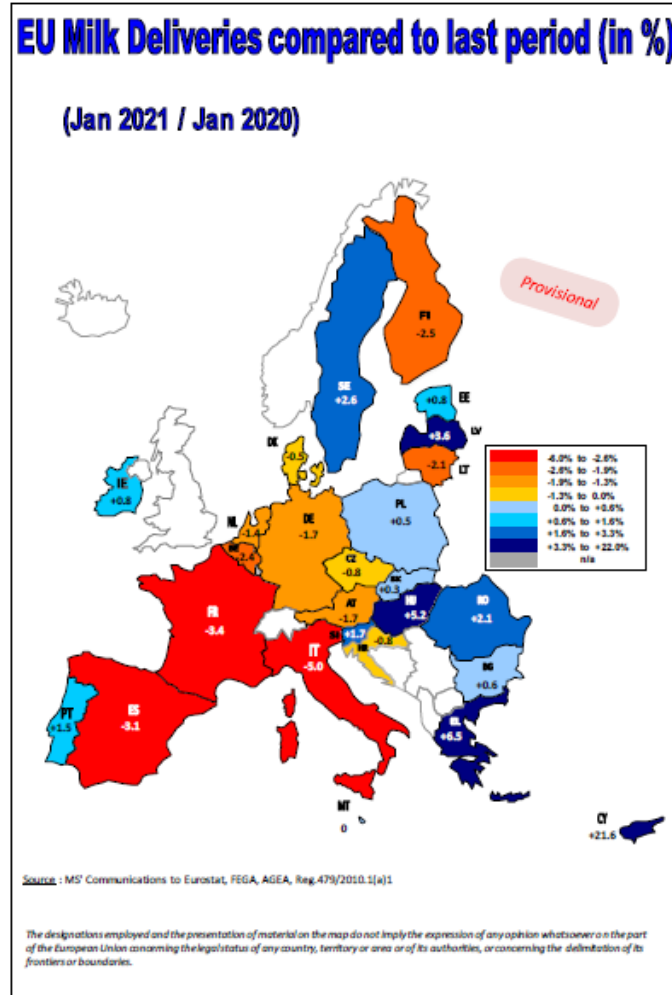 EU Milk Deliveries compared to last period (in %)
(Jan 2021 / Jan 2020)
Provisional
FI
-2.5
SE
+2.6
+0.8
EE
LV
+3.6
DK
-0.5
-2.1
LT
IE
+0.8
-6.0% to -2.6%
-2.6% to -1.9%
-1.9% to -1.3%
-1.3% to 0.0%
0.0% to +0.6%
+0.6% to +1.6%
+1.6% to +3.3%
+3.3% to +22.0%
n/a
NL
-1.4
DE
-1.7
PL
+0.5
BE
-2.4
CZ
-0.8
SK
+0.3
FR
-3.4
AT
-1.7
HU
+5.2
RO
+2.1
SI
+1.7
HR
-0.8
IT
-5.0
BG
+0.6
PT
+1.5
ES
-3.1
EL
+6.5
MT
0
CY
+21.6
Source : MS' Communications to Eurostat, FEGA, AGEA, Reg.479/2010.1(a)1
The designations employed and the presentation of material on the map do not imply the expression of any opinion whatsoever on the part
of the European Union concerning the legal status of any country, territory or area or of its authorities, or concerning the delimitation of its
frontiers or boundaries.